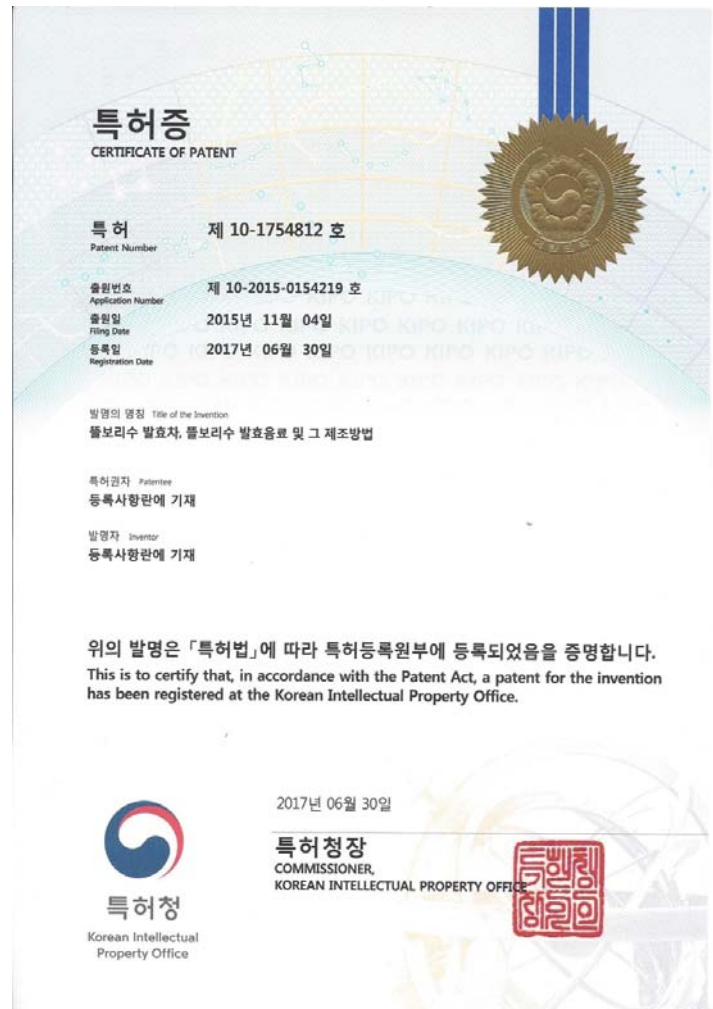 특허증
CERTIFICATE OF PATENT
특 허 제 10-1754812 호
Patent Number
출원번호 제 10-2015-0154219 호
Application Number
출원일 2015년 11월 04일
Filing Date
등록일 2017년 06월 30일
Registration Date
발명의 명칭 Title of the Invention
뜰보리수 발효차, 뜰보리수 발효음료 및 그 제조방법
특허권자 Patentee
등록사항란에 기재
발명자 Inventor
등록사항란에 기재
위의 발명은 「특허법」에 따라 특허등록원부에 등록되었음을 증명합니다.
This is to certify that, in accordance with the Patent Act, a patent for the invention
has been registered at the Korean Intellectual Property Office.
2017년 06월 30일
특허청장
COMMISSIONER,
KOREAN INTELLECTUAL PROPERTY OFFICE
특허청
Korean Intellectual
Property Office